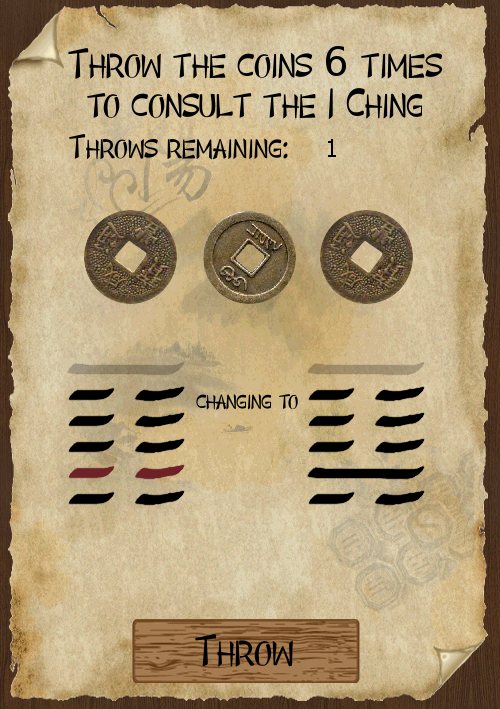 Throw the coins 6 times
to consult the I Ching
Throws remaining: 1
changing to
Throw